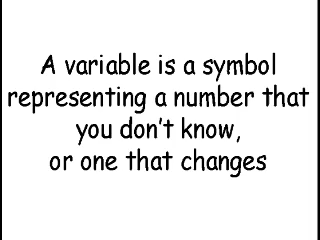 A variable is a symbol
representing a number that
you don't know,
or one that changes